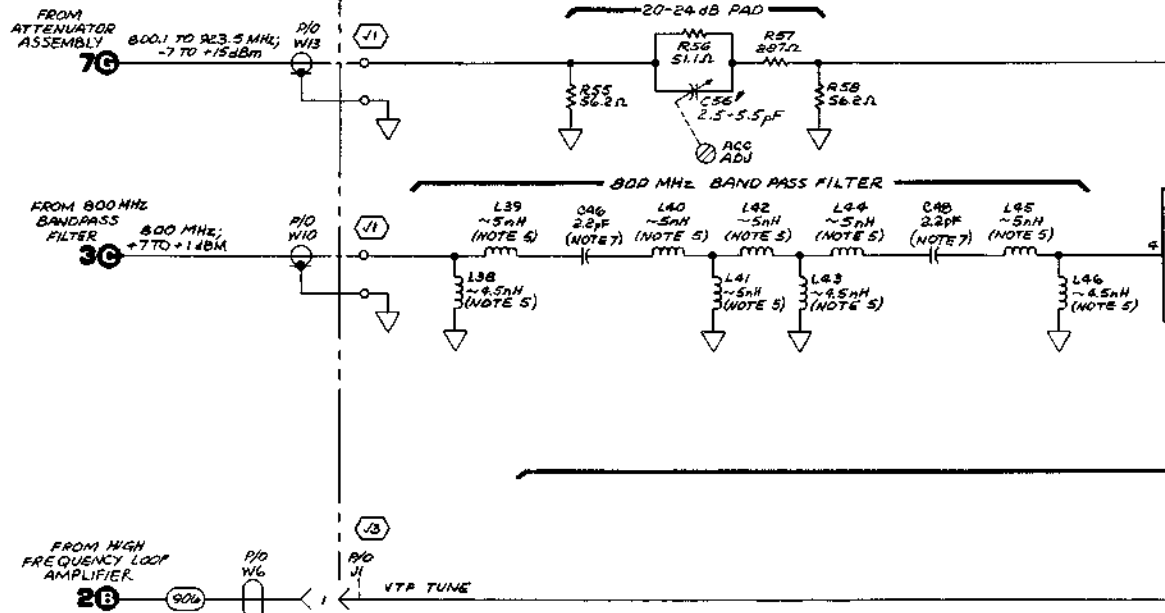 FROM
ATTENUATOR
ASSEMBLY
7G
800.1 TO 923.5 MHz;
-7 TO +15dBm
P/O
W13
J1
20-24 dB PAD
R55
56.2Ω
R56
51.1Ω
C56
2.5-5.5pF
R57
287Ω
R58
56.2Ω
ACC
ADJ
FROM 800 MHz
BANDPASS
FILTER
3C
800 MHz;
+7 TO +1dBM
P/O
W10
J1
800 MHz BAND PASS FILTER
L39
~5nH
(NOTE 5)
C46
2.2pF
(NOTE 7)
L40
~5nH
(NOTE 5)
L42
~5nH
(NOTE 5)
L44
~5nH
(NOTE 5)
C48
2.2pF
(NOTE 7)
L45
~5nH
(NOTE 5)
4
L38
~4.5nH
(NOTE 5)
L41
~5nH
(NOTE 5)
L43
~4.5nH
(NOTE 5)
L46
~4.5nH
(NOTE 5)
FROM HIGH
FREQUENCY LOOP
AMPLIFIER
2B
906
P/O
W6
1
J3
P/O
J1
VTP TUNE